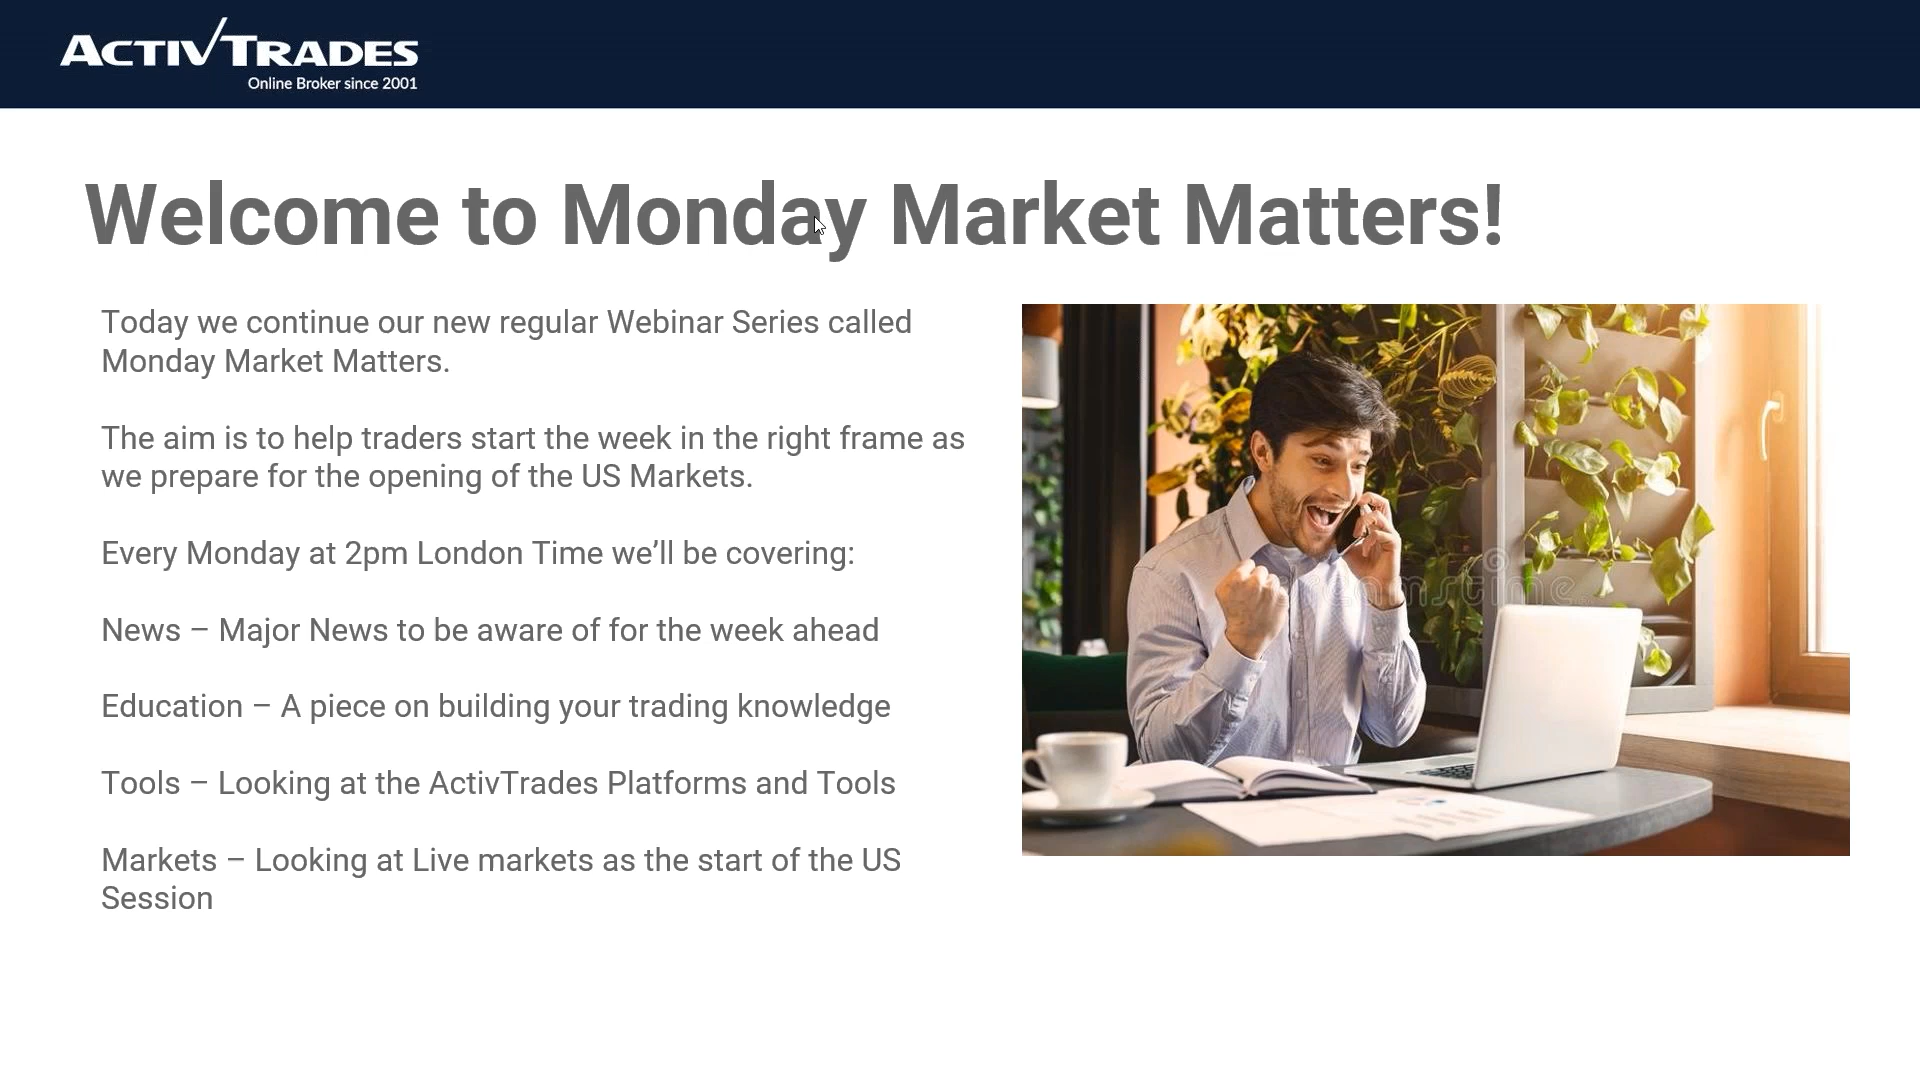 ACTIVTRADES
Online Broker since 2001
Welcome to Monday Market Matters!
Today we continue our new regular Webinar Series called
Monday Market Matters.
The aim is to help traders start the week in the right frame as
we prepare for the opening of the US Markets.
Every Monday at 2pm London Time we’ll be covering:
News – Major News to be aware of for the week ahead
Education – A piece on building your trading knowledge
Tools – Looking at the ActivTrades Platforms and Tools
Markets – Looking at Live markets as the start of the US
Session
dreamstime